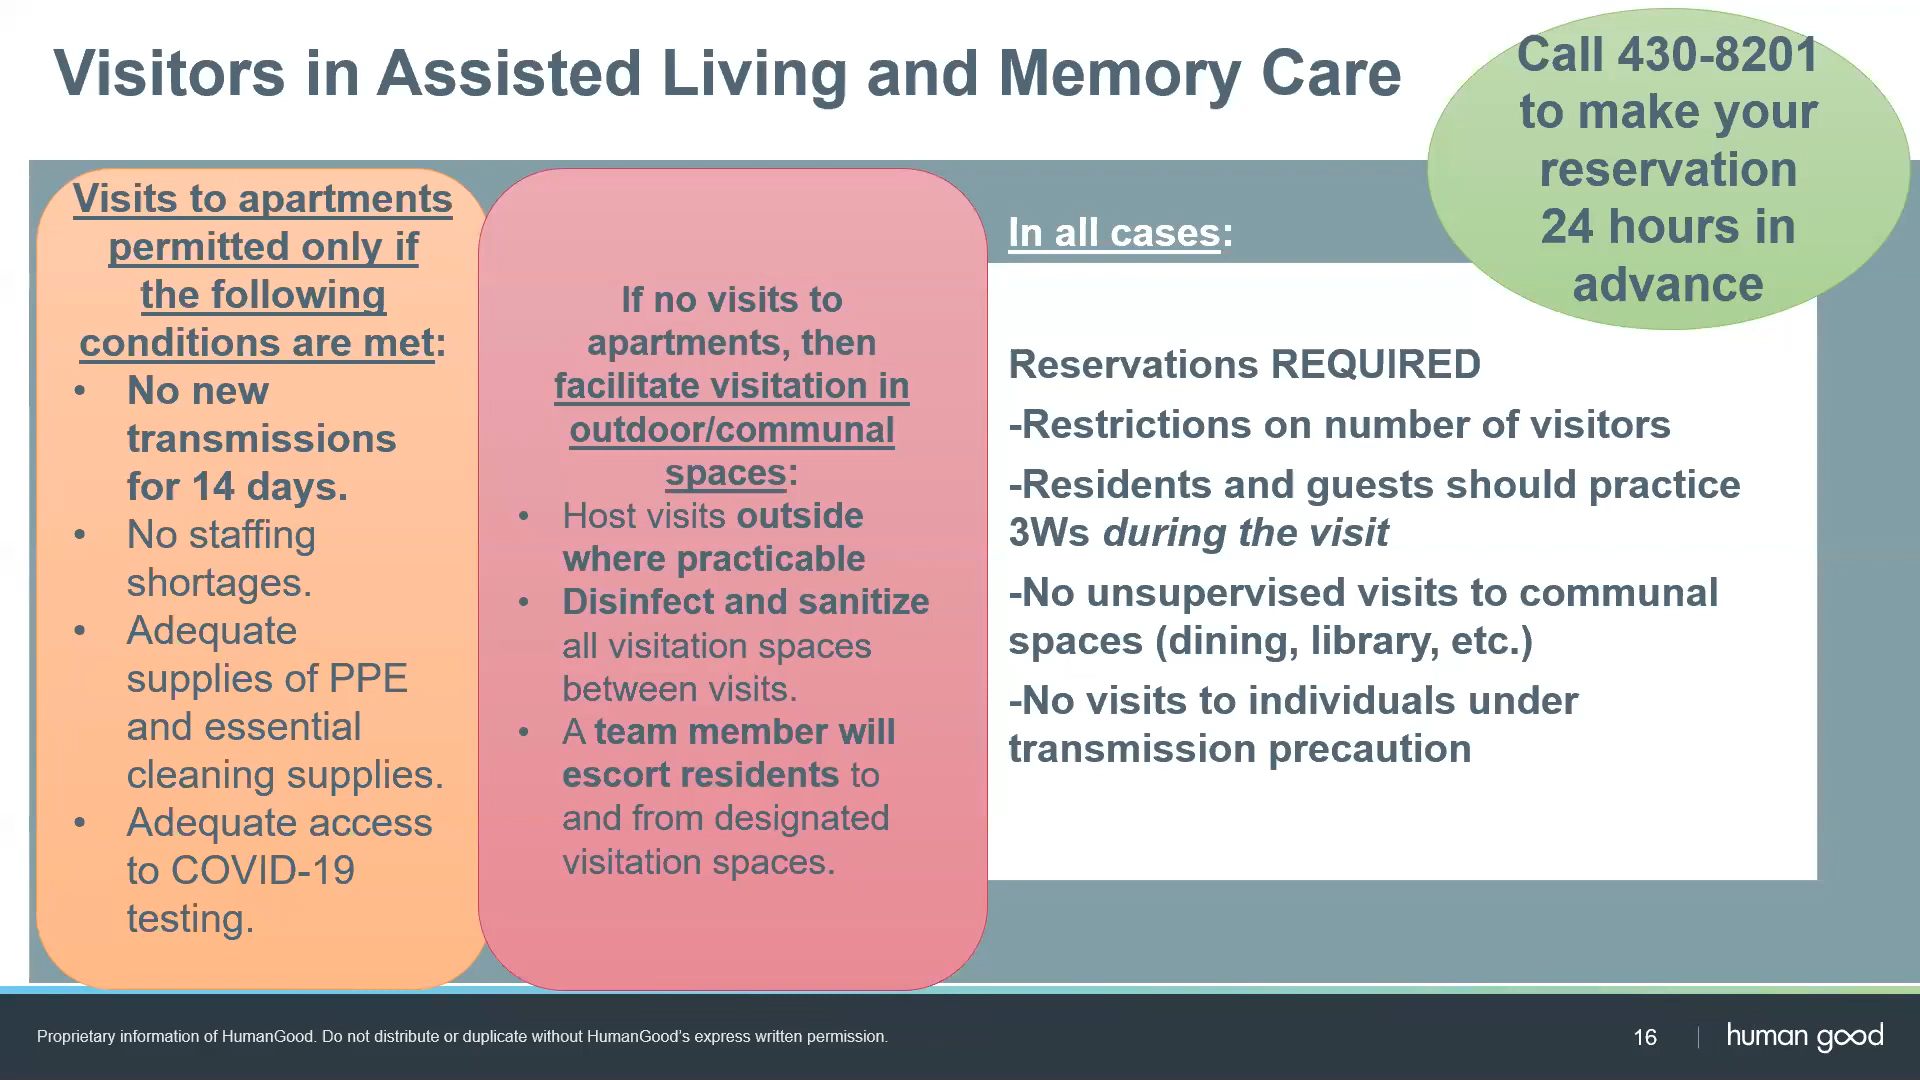 Visitors in Assisted Living and Memory Care
Call 430-8201
to make your
reservation
24 hours in
advance
Visits to apartments
permitted only if
the following
conditions are met:
• No new
transmissions
for 14 days.
• No staffing
shortages.
• Adequate
supplies of PPE
and essential
cleaning supplies.
• Adequate access
to COVID-19
testing.
If no visits to
apartments, then
facilitate visitation in
outdoor/communal
spaces:
• Host visits outside
where practicable
• Disinfect and sanitize
all visitation spaces
between visits.
• A team member will
escort residents to
and from designated
visitation spaces.
In all cases:
Reservations REQUIRED
-Restrictions on number of visitors
-Residents and guests should practice
3Ws during the visit
-No unsupervised visits to communal
spaces (dining, library, etc.)
-No visits to individuals under
transmission precaution
Proprietary information of HumanGood. Do not distribute or duplicate without HumanGood's express written permission.
16
human good